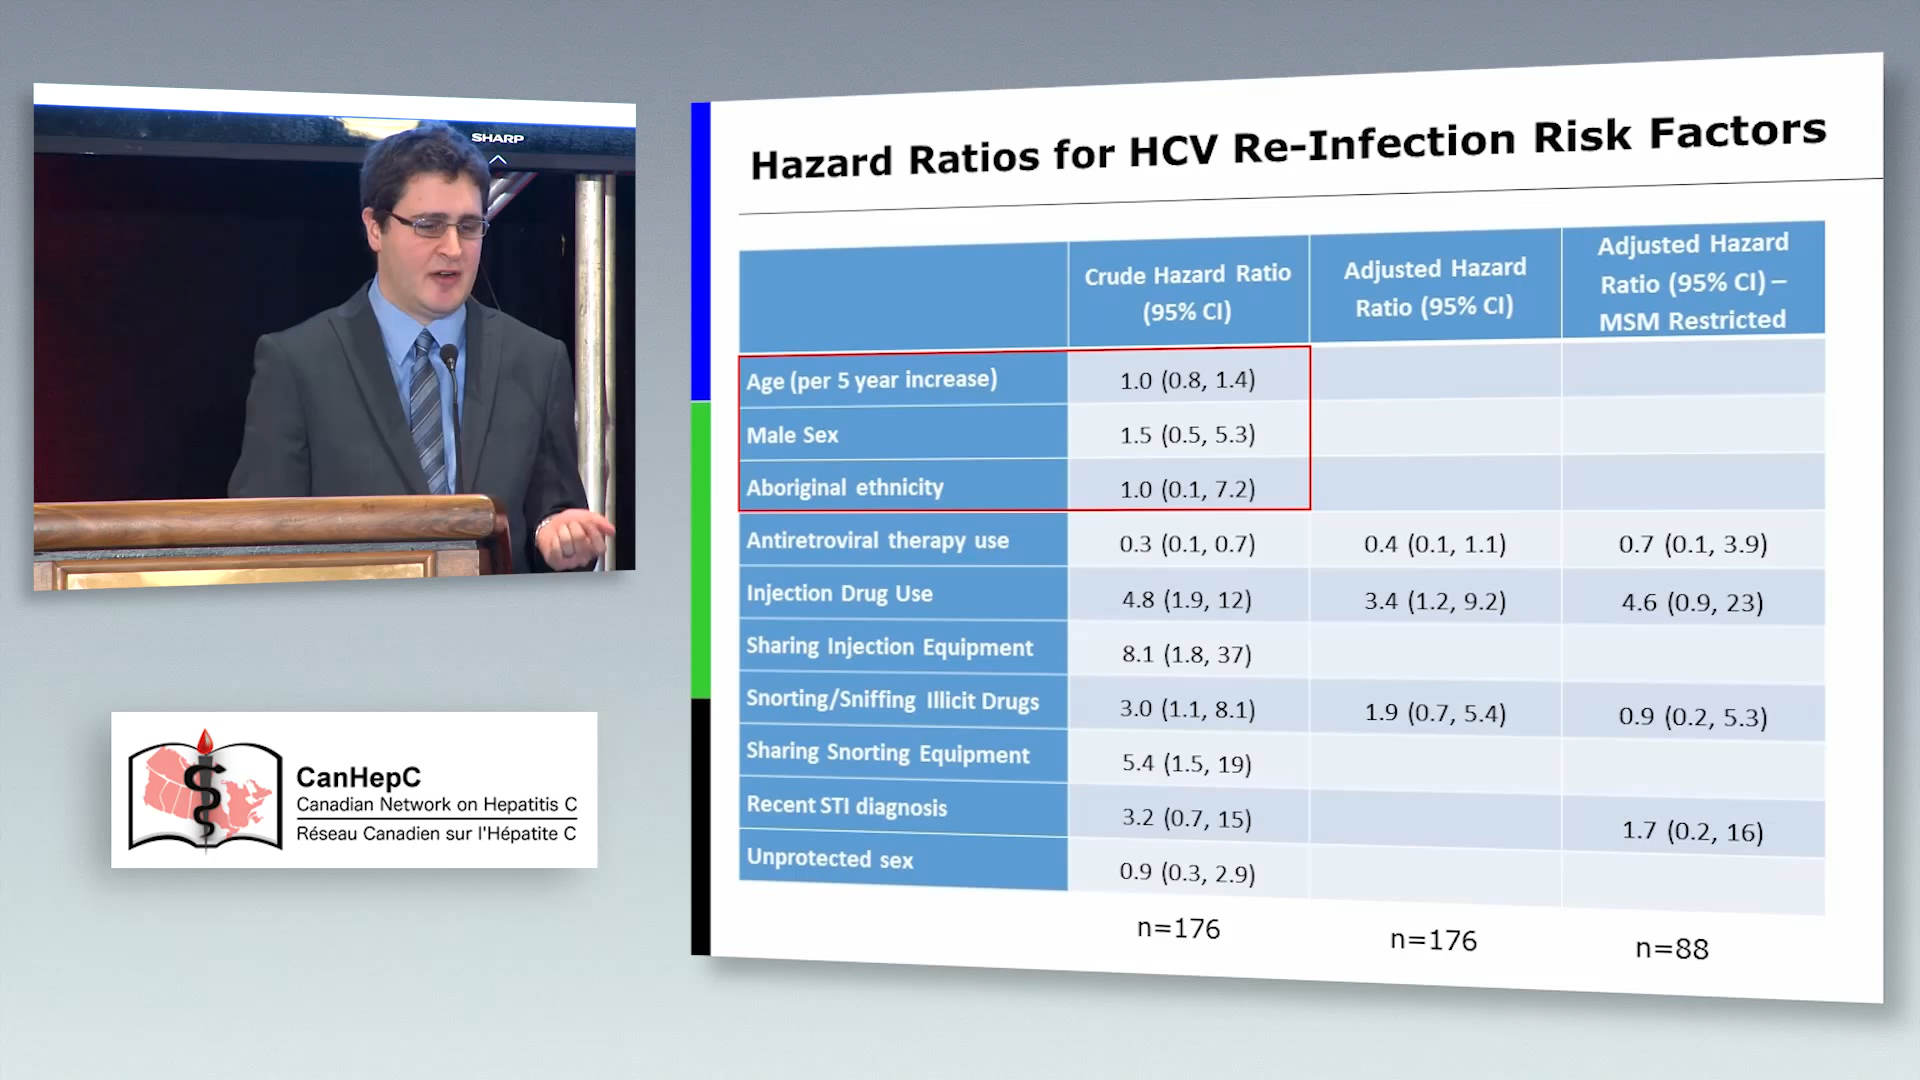 SHARP
Hazard Ratios for HCV Re-Infection Risk Factors
Crude Hazard Ratio
(95% CI)
Adjusted Hazard
Ratio (95% CI)
Adjusted Hazard
Ratio (95% CI) –
MSM Restricted
Age (per 5 year increase) 1.0 (0.8, 1.4)
Male Sex 1.5 (0.5, 5.3)
Aboriginal ethnicity 1.0 (0.1, 7.2)
Antiretroviral therapy use 0.3 (0.1, 0.7) 0.4 (0.1, 1.1) 0.7 (0.1, 3.9)
Injection Drug Use 4.8 (1.9, 12) 3.4 (1.2, 9.2) 4.6 (0.9, 23)
Sharing Injection Equipment 8.1 (1.8, 37)
Snorting/Sniffing Illicit Drugs 3.0 (1.1, 8.1) 1.9 (0.7, 5.4) 0.9 (0.2, 5.3)
Sharing Snorting Equipment 5.4 (1.5, 19)
Recent STI diagnosis 3.2 (0.7, 15) 1.7 (0.2, 16)
Unprotected sex 0.9 (0.3, 2.9)
n=176 n=176 n=88
CanHepC
Canadian Network on Hepatitis C
Réseau Canadien sur l'Hépatite C